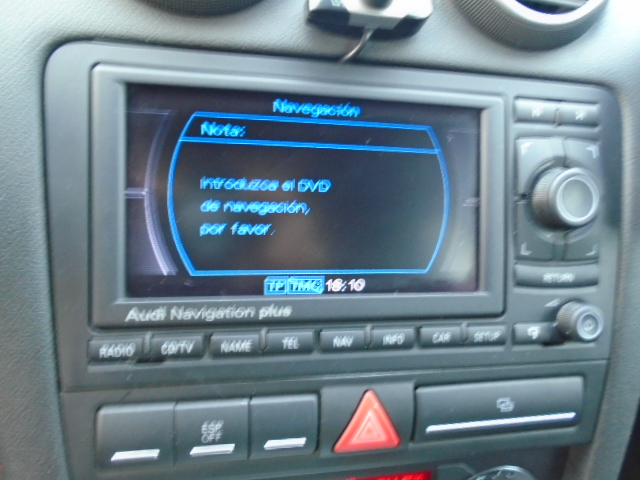 Navegación
Nota:
Introduzca el DVD
de navegación,
por favor.
TP TMC 16:10
Audi Navigation plus
RETURN
RADIO CD/TV NAME TEL NAV INFO CAR SETUP
ESP
OFF